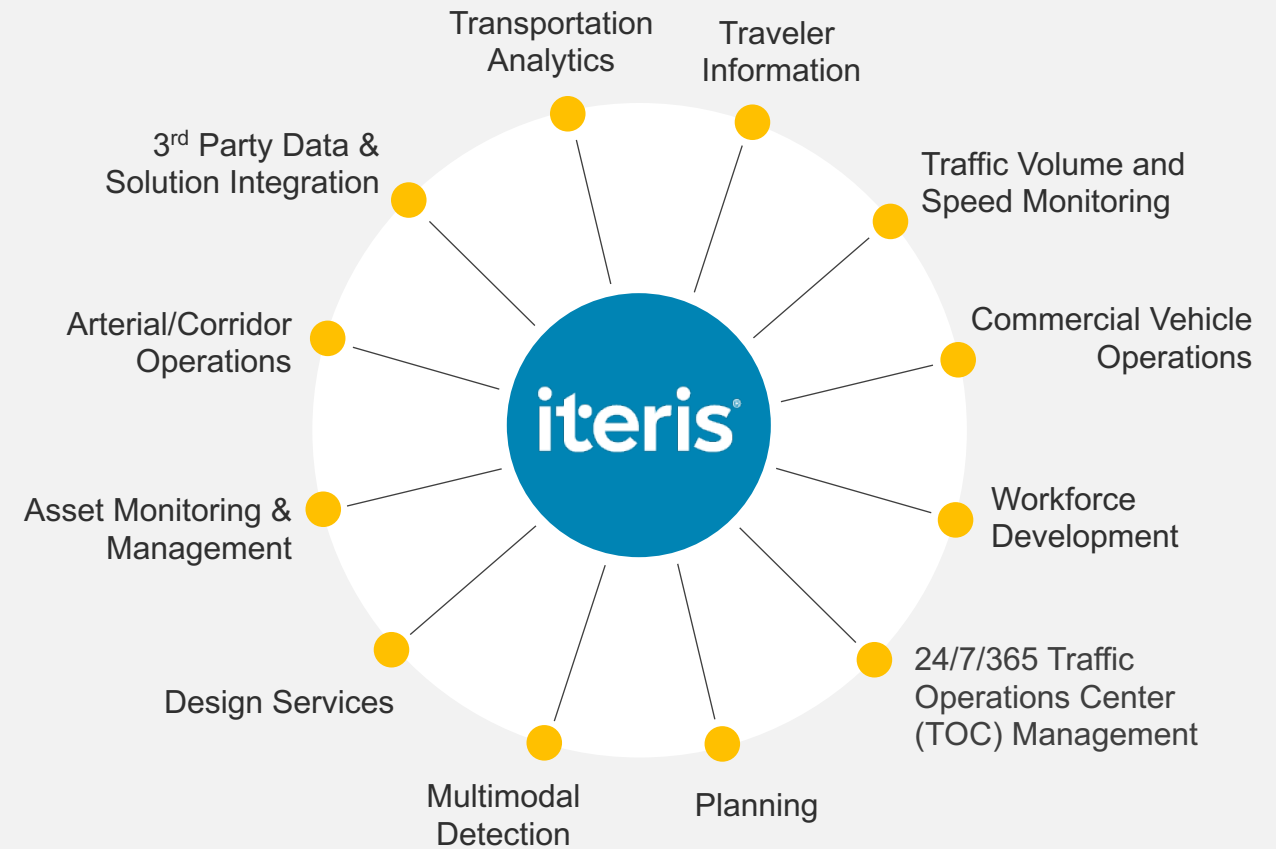 Transportation
Analytics
Traveler
Information
3rd Party Data &
Solution Integration
Traffic Volume and
Speed Monitoring
Arterial/Corridor
Operations
Commercial Vehicle
Operations
iteris®
Asset Monitoring &
Management
Workforce
Development
Design Services
24/7/365 Traffic
Operations Center
(TOC) Management
Multimodal
Detection
Planning